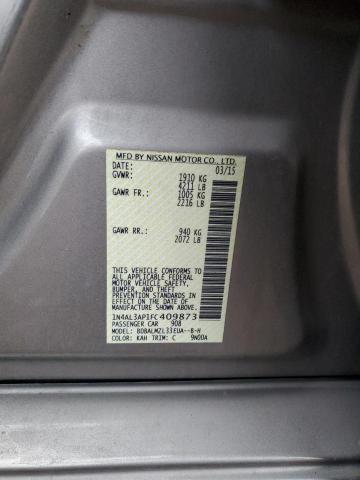 MFD BY NISSAN MOTOR CO., LTD.
DATE: 03/15
GVWR: 1910 KG
4211 LB
GAWR FR: 1005 KG
2216 LB
GAWR RR: 940 KG
2072 LB
THIS VEHICLE CONFORMS TO ALL
APPLICABLE FEDERAL MOTOR
VEHICLE SAFETY,
BUMPER, AND THEFT
PREVENTION STANDARDS
IN EFFECT ON THE DATE OF
MANUFACTURE SHOWN ABOVE.
1N4AL3AP1FC409873
PASSENGER CAR 908
MODEL: BDBALMZL33EUA--B-H
COLOR: KAH TRIM: C 9N00A